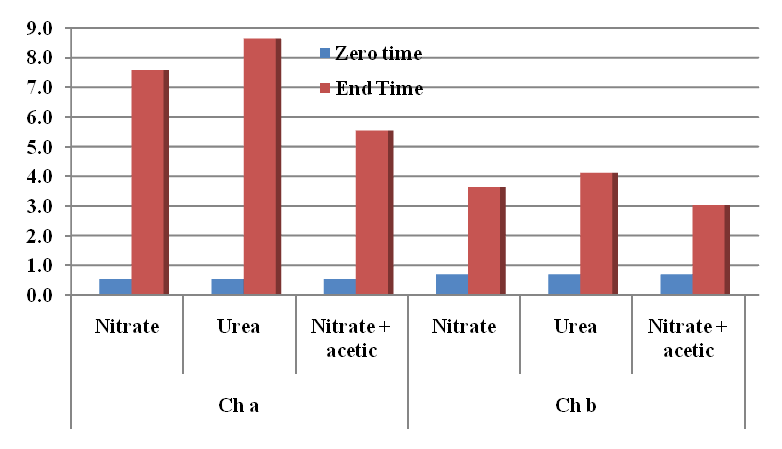 9.0
8.0
7.0
6.0
5.0
4.0
3.0
2.0
1.0
0.0
Zero time
End Time
Nitrate
Urea
Nitrate +
acetic
Nitrate
Urea
Nitrate +
acetic
Ch a
Ch b